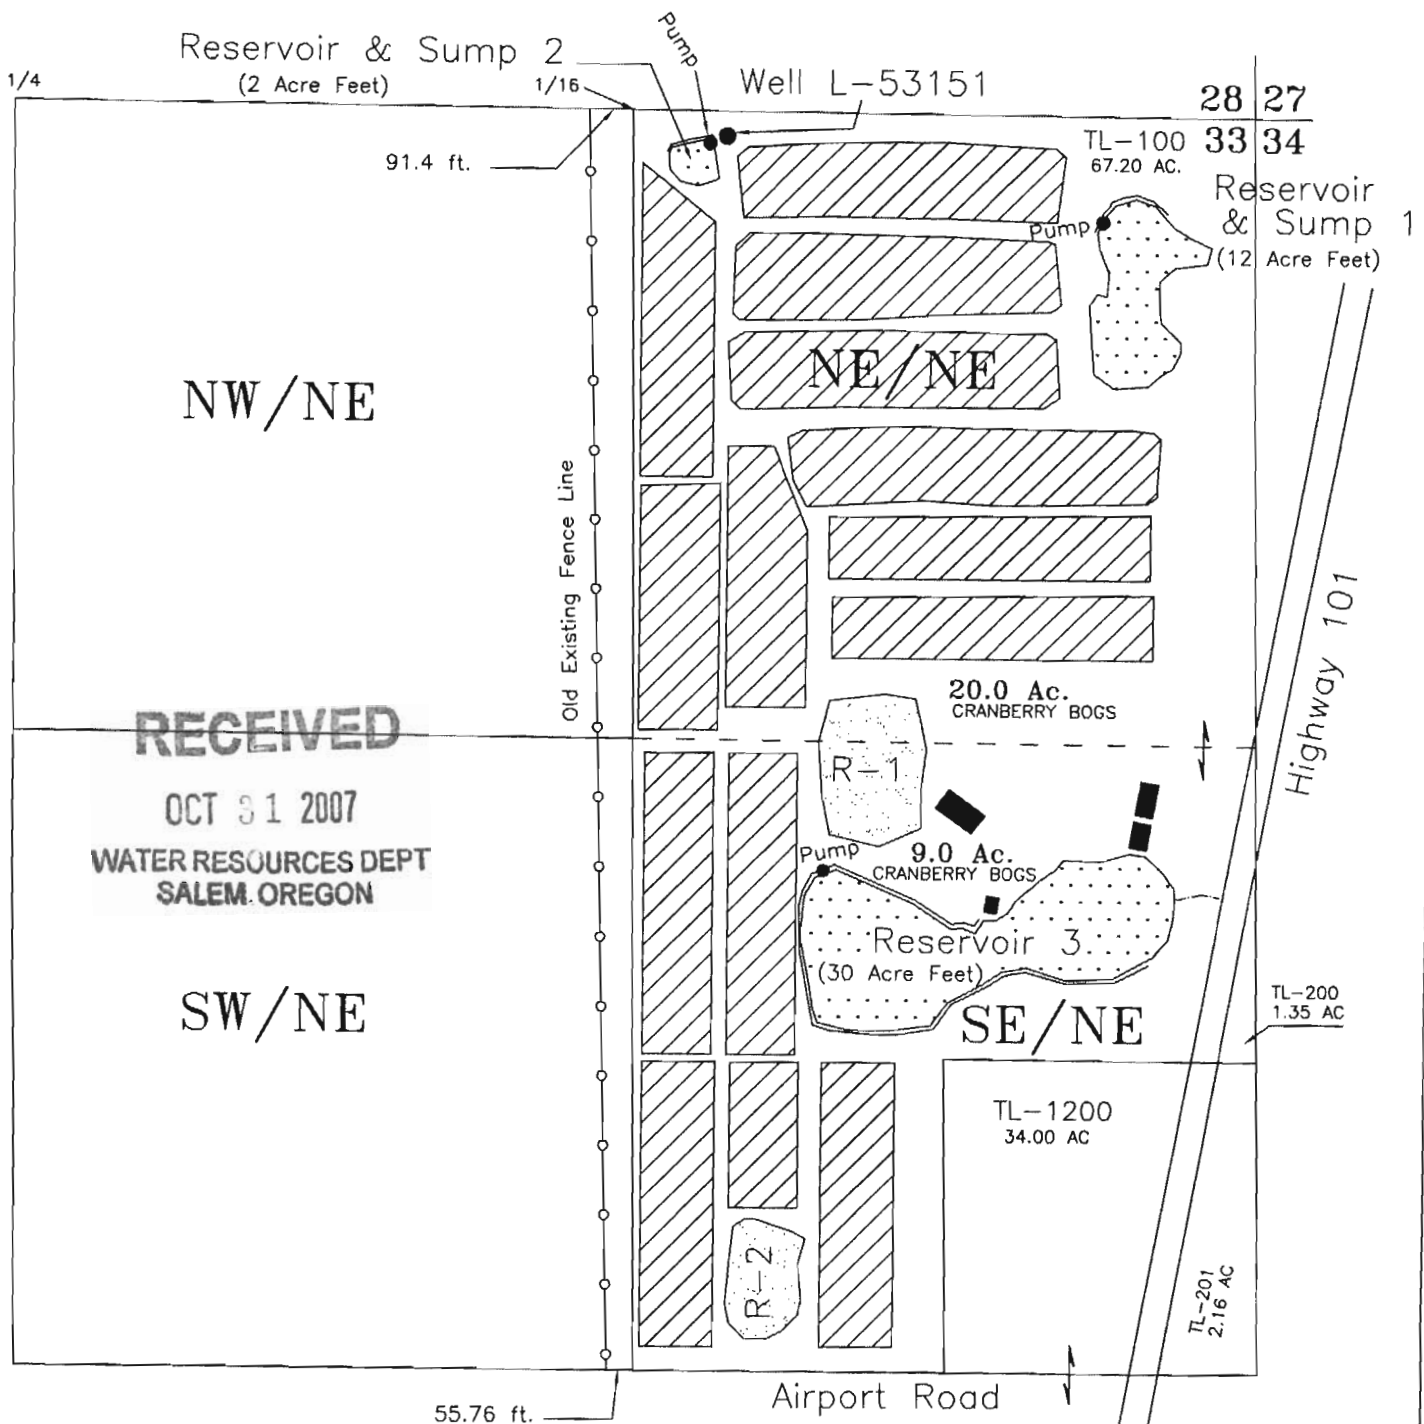 Reservoir & Sump 2
(2 Acre Feet)
Pump
1/4
1/16
Well L-53151
28 27
33 34
TL-100
67.20 AC.
91.4 ft.
Reservoir
& Sump 1
(12 Acre Feet)
Pump
NW/NE
NE/NE
Old Existing Fence Line
Highway 101
20.0 Ac.
CRANBERRY BOGS
RECEIVED
OCT 31 2007
WATER RESOURCES DEPT
SALEM. OREGON
R-1
Pump
9.0 Ac.
CRANBERRY BOGS
Reservoir 3
(30 Acre Feet)
SW/NE
SE/NE
TL-200
1.35 AC
TL-1200
34.00 AC
R-2
TL-201
2.16 AC
Airport Road
55.76 ft.